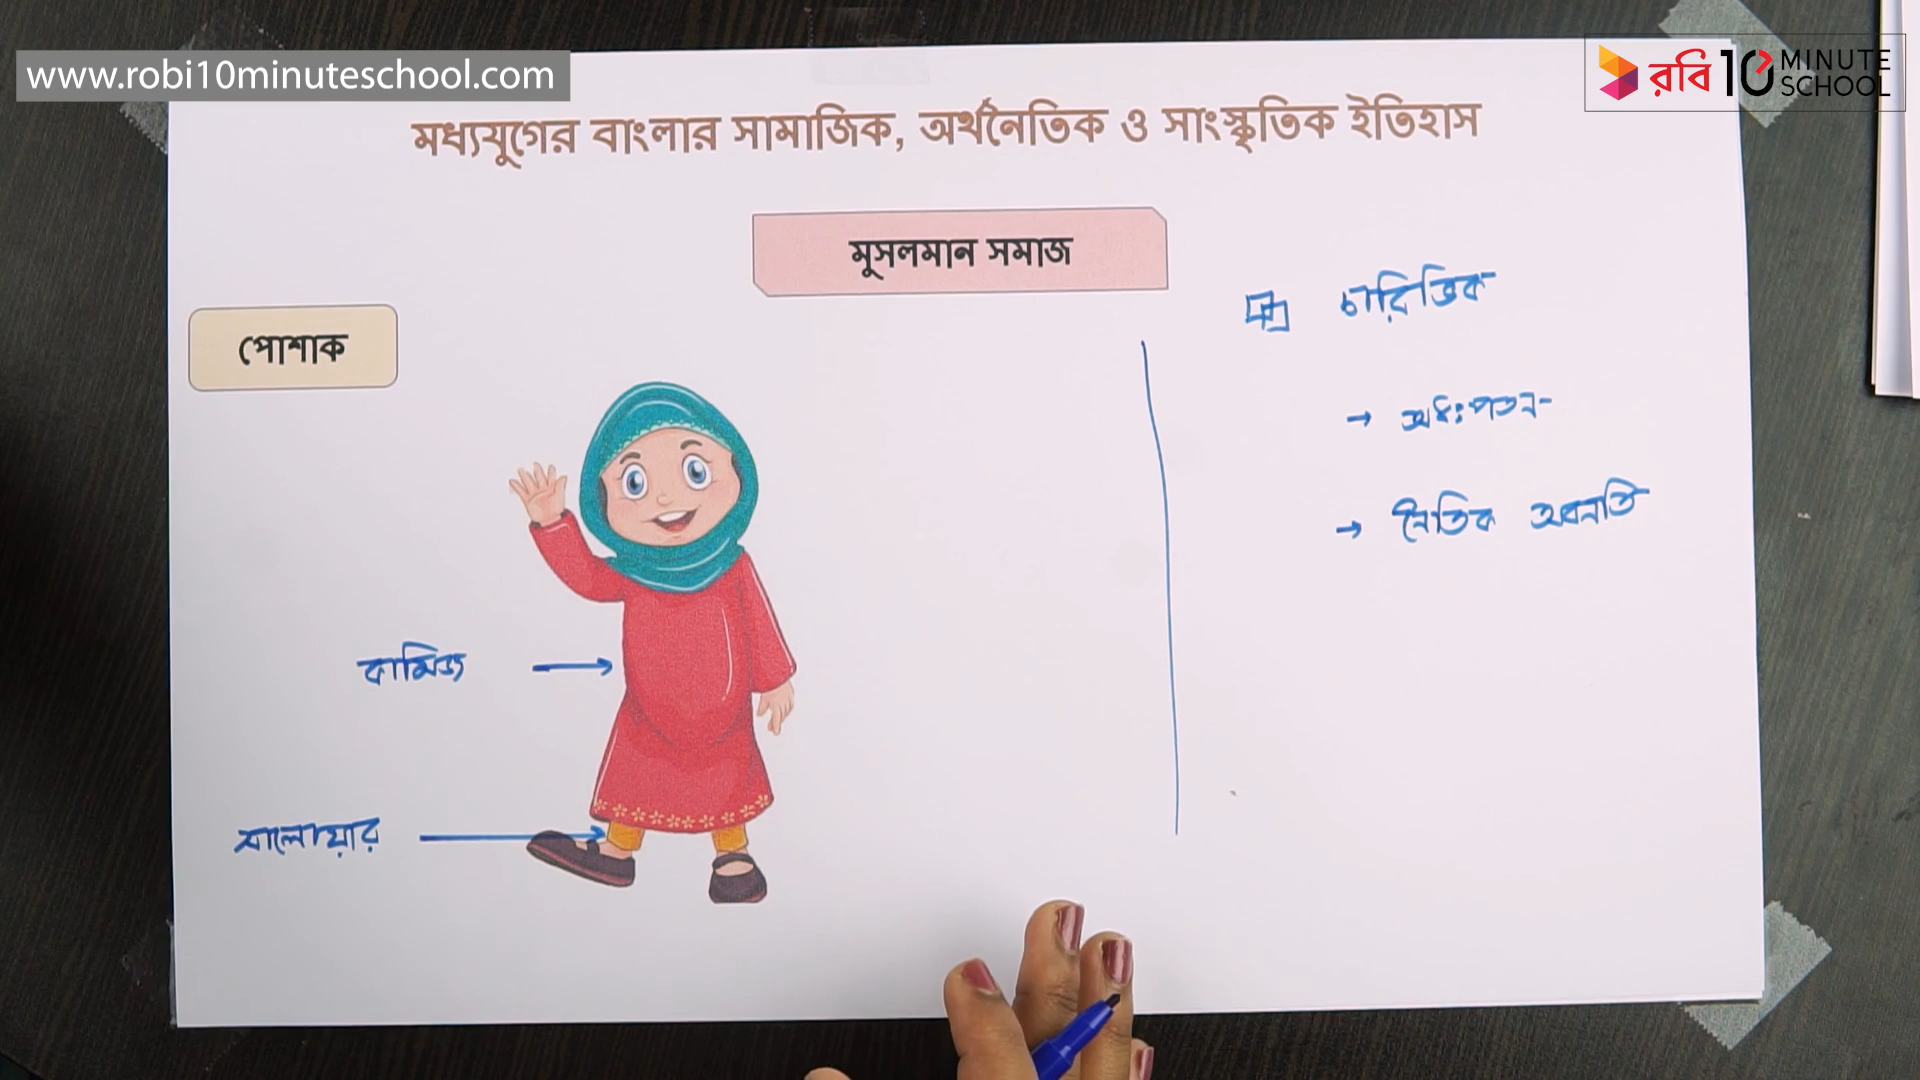 www.robi10minuteschool.com
রবি 10 MINUTE SCHOOL
মধ্যযুগের বাংলার সামাজিক, অর্থনৈতিক ও সাংস্কৃতিক ইতিহাস
মুসলমান সমাজ
পোশাক
কামিজ
সালোয়ার
চারিত্রিক
→ অধঃপতন
→ নৈতিক অবনতি